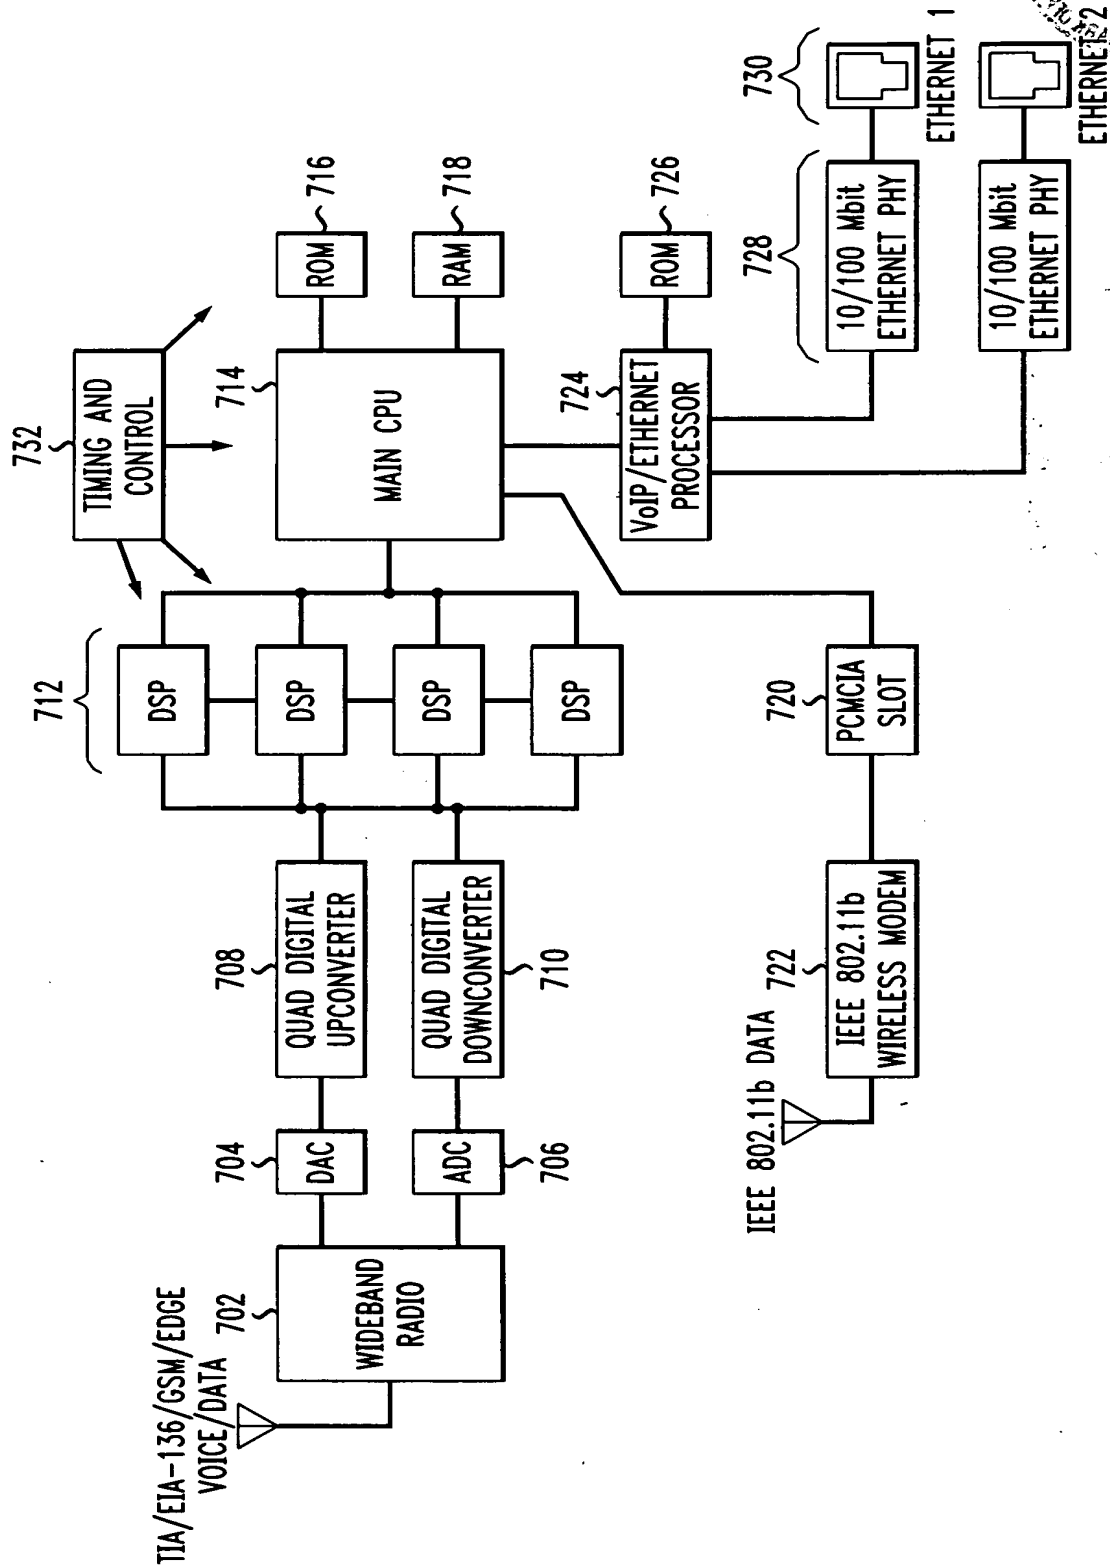 TIA/EIA-136/GSM/EDGE
VOICE/DATA
702
WIDEBAND
RADIO
704
DAC
ADC
706
708
QUAD DIGITAL
UPCONVERTER
QUAD DIGITAL
DOWNCONVERTER
710
712
DSP
DSP
DSP
DSP
732
TIMING AND
CONTROL
714
MAIN CPU
ROM
716
RAM
718
IEEE 802.11b DATA
722
IEEE 802.11b
WIRELESS MODEM
720
PCMCIA
SLOT
724
VoIP/ETHERNET
PROCESSOR
ROM
726
728
10/100 Mbit
ETHERNET PHY
10/100 Mbit
ETHERNET PHY
730
ETHERNET 1
ETHERNET 2